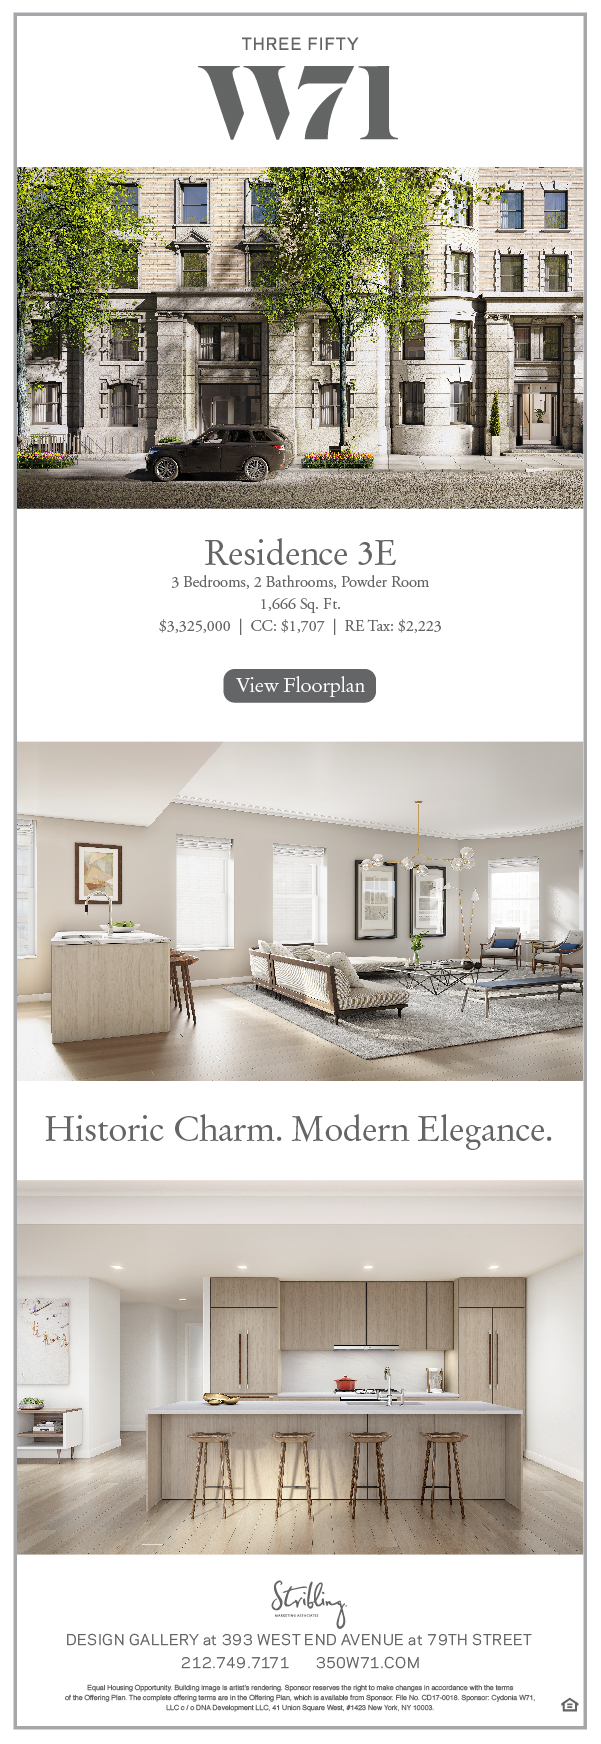 THREE FIFTY
W71
Residence 3E
3 Bedrooms, 2 Bathrooms, Powder Room
1,666 Sq. Ft.
$3,325,000 | CC: $1,707 | RE Tax: $2,223
View Floorplan
Historic Charm. Modern Elegance.
Stribling
MARKETING ASSOCIATES
DESIGN GALLERY at 393 WEST END AVENUE at 79TH STREET
212.749.7171 350W71.COM
Equal Housing Opportunity. Building image is artist's rendering. Sponsor reserves the right to make changes in accordance with the terms
of the Offering Plan. The complete offering terms are in the Offering Plan, which is available from Sponsor. File No. CD17-0018. Sponsor: Cydonia W71,
LLC c / o DNA Development LLC, 41 Union Square West, #1423 New York, NY 10003.